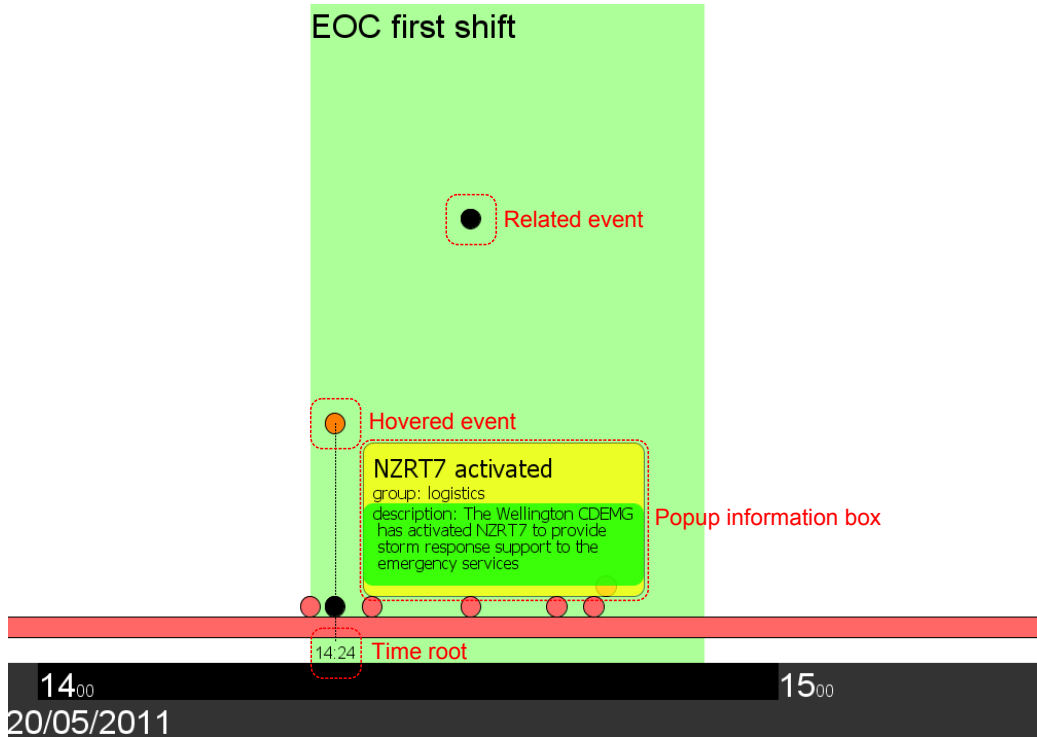 EOC first shift
Related event
Hovered event
NZRT7 activated
group: logistics
description: The Wellington CDEMG
has activated NZRT7 to provide
storm response support to the
emergency services
Popup information box
14:24 Time root
1400 1500
20/05/2011